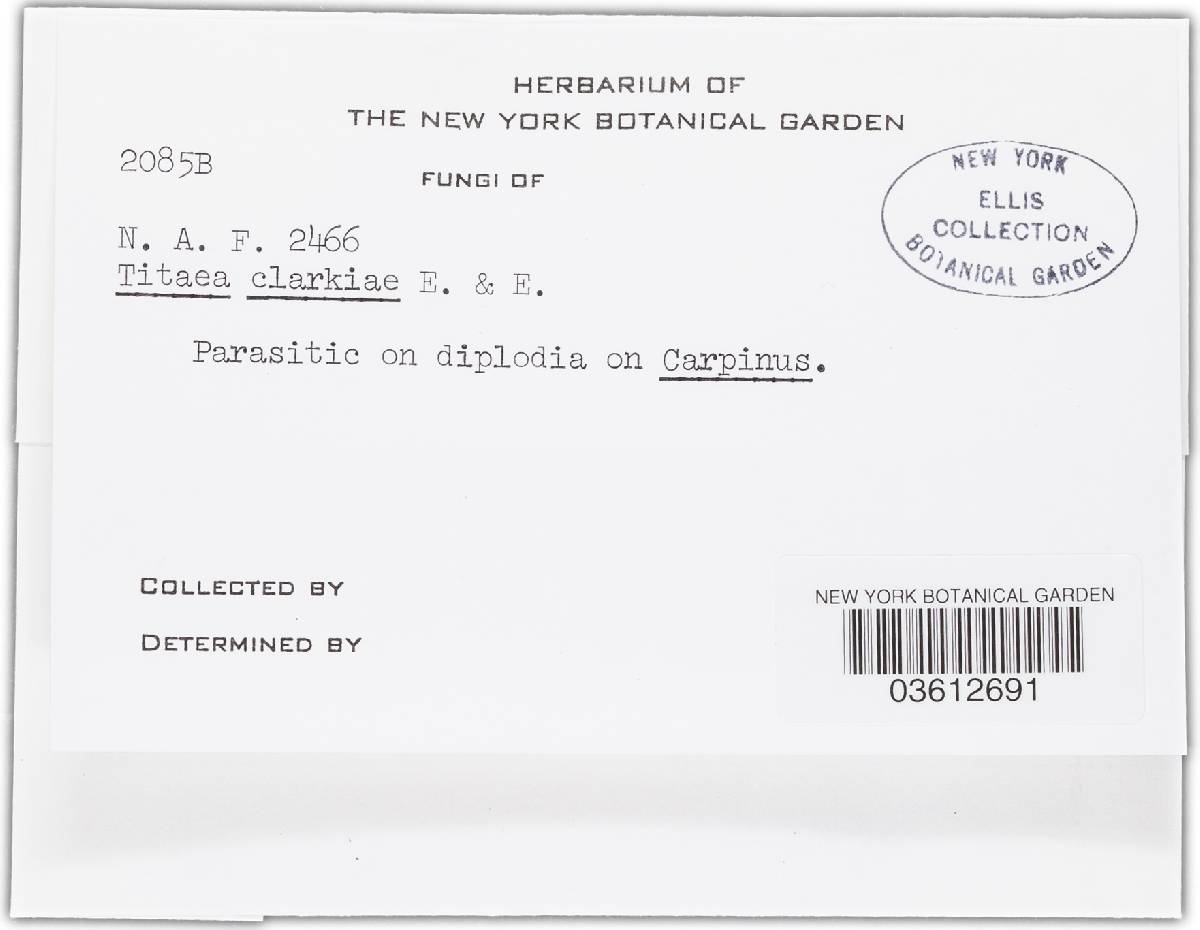 HERBARIUM OF
THE NEW YORK BOTANICAL GARDEN
2085B
FUNGI OF
NEW YORK
ELLIS
COLLECTION
BOTANICAL GARDEN
N. A. F. 2466
Titaea clarkiae E. & E.
Parasitic on diplodia on Carpinus.
COLLECTED BY
DETERMINED BY
NEW YORK BOTANICAL GARDEN
03612691